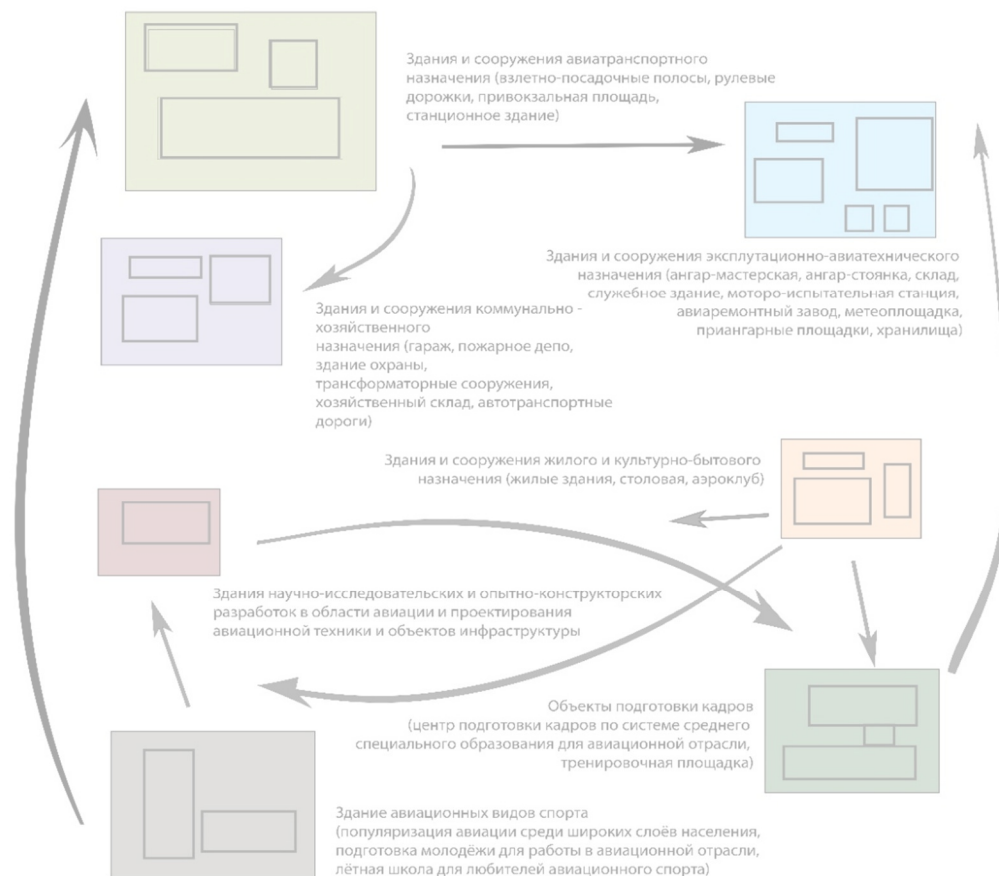 Здания и сооружения авиатранспортного
назначения (взлетно-посадочные полосы, рулевые
дорожки, привокзальная площадь,
станционное здание)
Здания и сооружения эксплутационно-авиатехнического
назначения (ангар-мастерская, ангар-стоянка, склад,
служебное здание, моторо-испытательная станция,
авиаремонтный завод, метеоплощадка,
приангарные площадки, хранилища)
Здания и сооружения коммунально -
хозяйственного
назначения (гараж, пожарное депо,
здание охраны,
трансформаторные сооружения,
хозяйственный склад, автотранспортные
дороги)
Здания и сооружения жилого и культурно-бытового
назначения (жилые здания, столовая, аэроклуб)
Здания научно-исследовательских и опытно-конструкторских
разработок в области авиации и проектирования
авиационной техники и объектов инфраструктуры
Объекты подготовки кадров
(центр подготовки кадров по системе среднего
специального образования для авиационной отрасли,
тренировочная площадка)
Здание авиационных видов спорта
(популяризация авиации среди широких слоёв населения,
подготовка молодёжи для работы в авиационной отрасли,
лётная школа для любителей авиационного спорта)